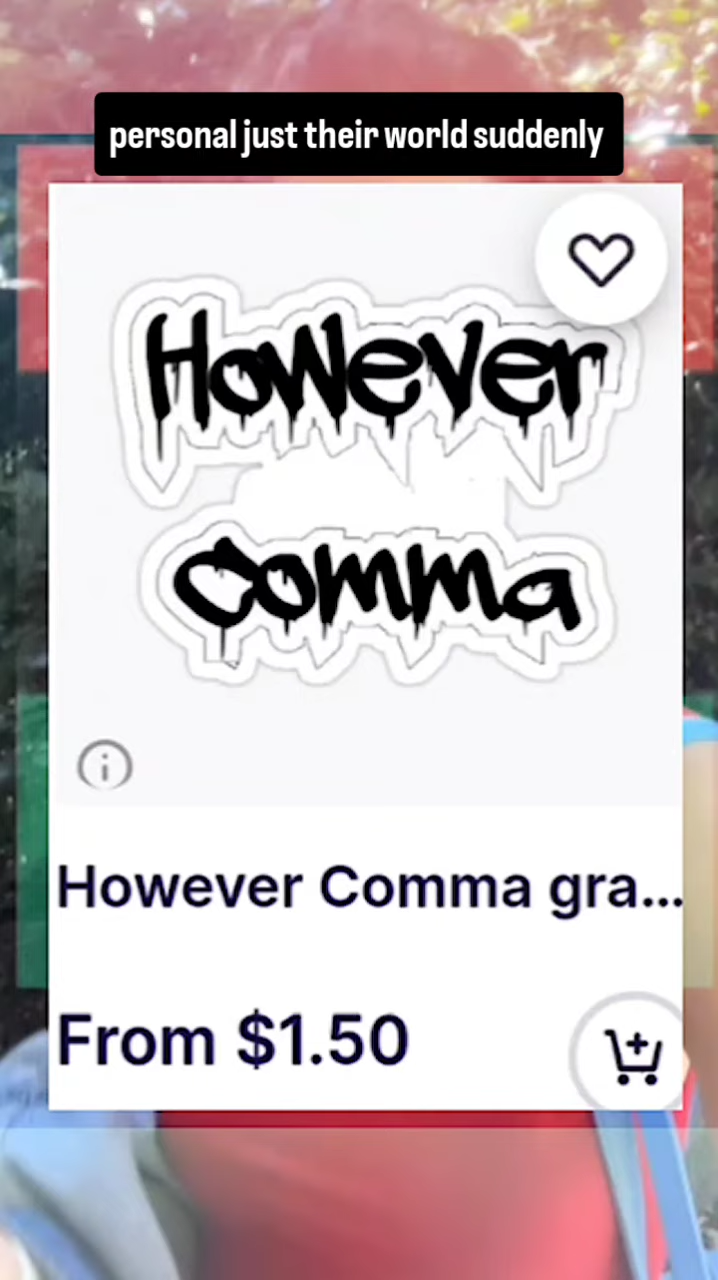 personal just their world suddenly
However
Comma
However Comma gra...
From $1.50